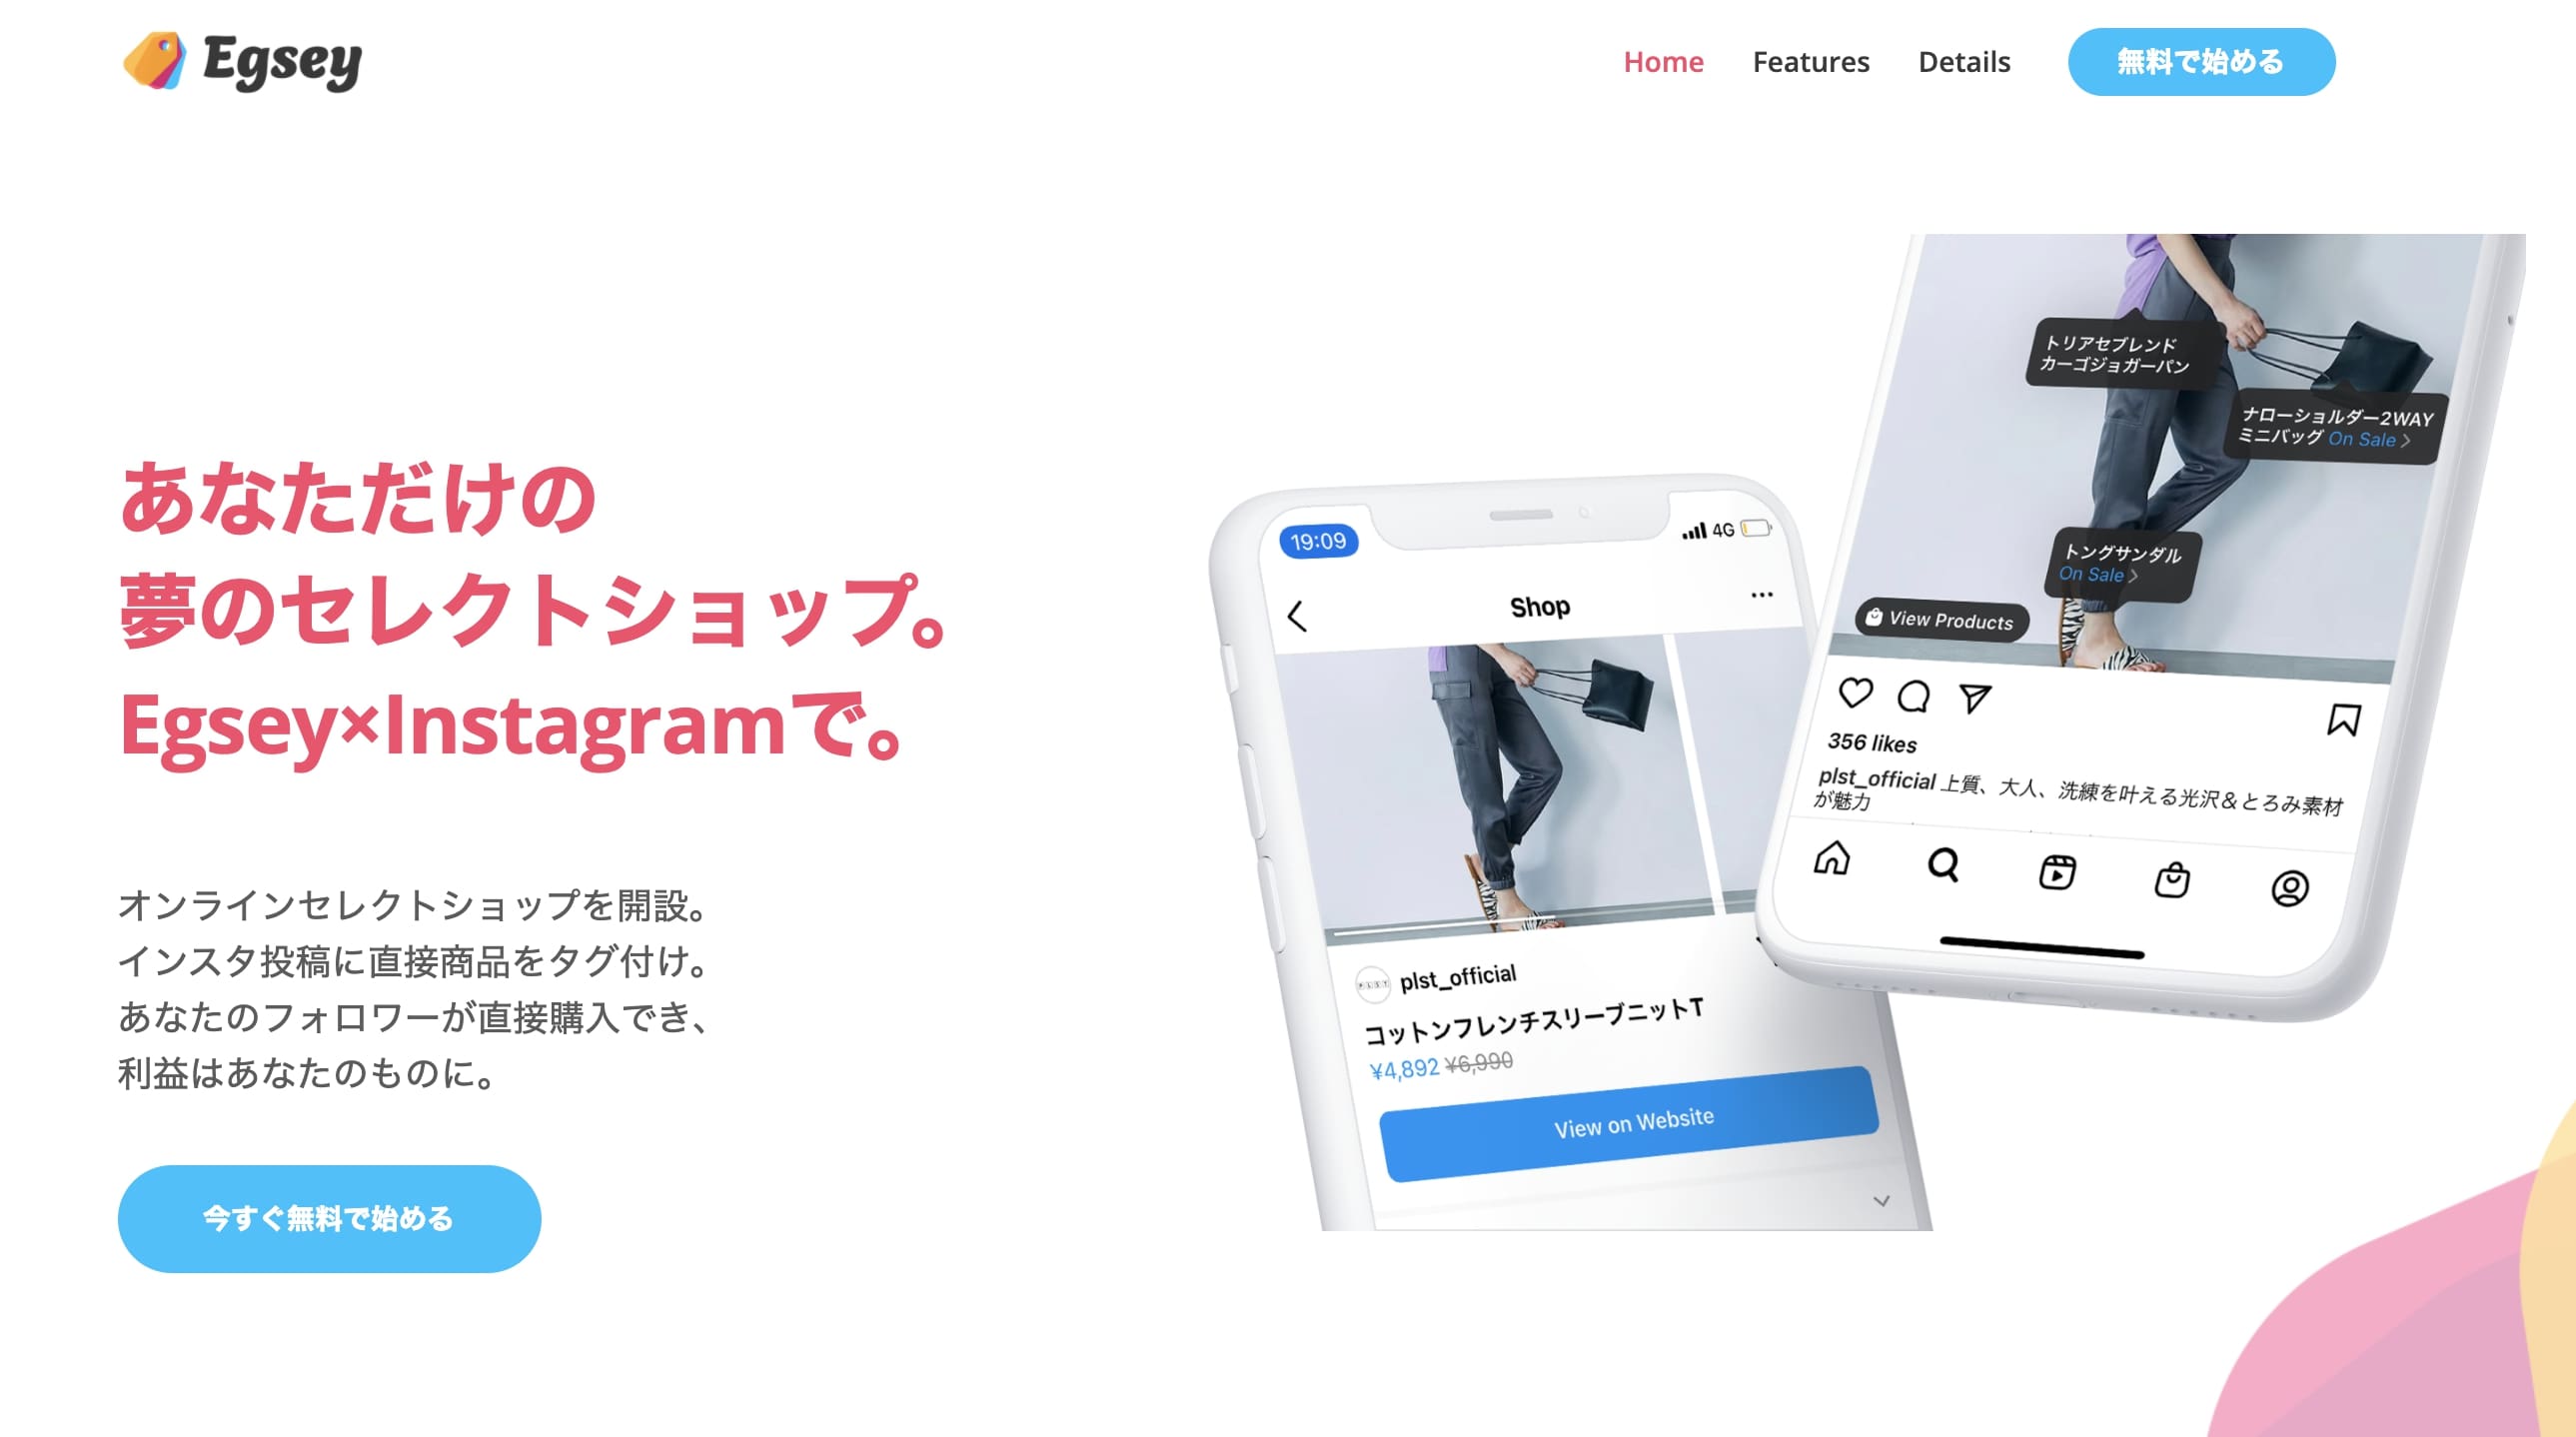 Egsey
Home
Features
Details
無料で始める
あなただけの
夢のセレクトショップ。
Egsey×Instagramで。
オンラインセレクトショップを開設。
インスタ投稿に直接商品をタグ付け。
あなたのフォロワーが直接購入でき、
利益はあなたのものに。
今すぐ無料で始める
19:09
4G
Shop
plst_official
コットンフレンチスリーブニットT
¥4,892 ¥6,990
View on Website
トリアセブレンド
カーゴジョガーパン
ナローショルダー2WAY
ミニバッグ On Sale
トングサンダル
On Sale
View Products
356 likes
plst_official 上質、大人、洗練を叶える光沢&とろみ素材
が魅力